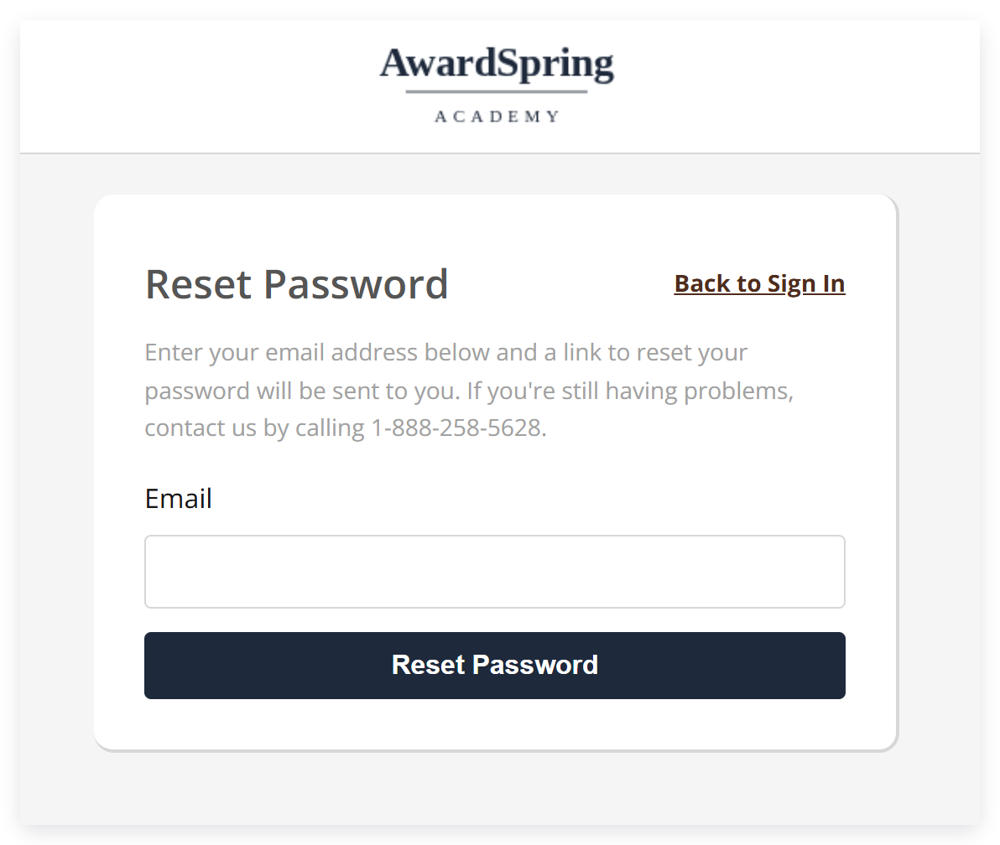 AwardSpring
ACADEMY
Reset Password
Back to Sign In
Enter your email address below and a link to reset your
password will be sent to you. If you're still having problems,
contact us by calling 1-888-258-5628.
Email
Reset Password